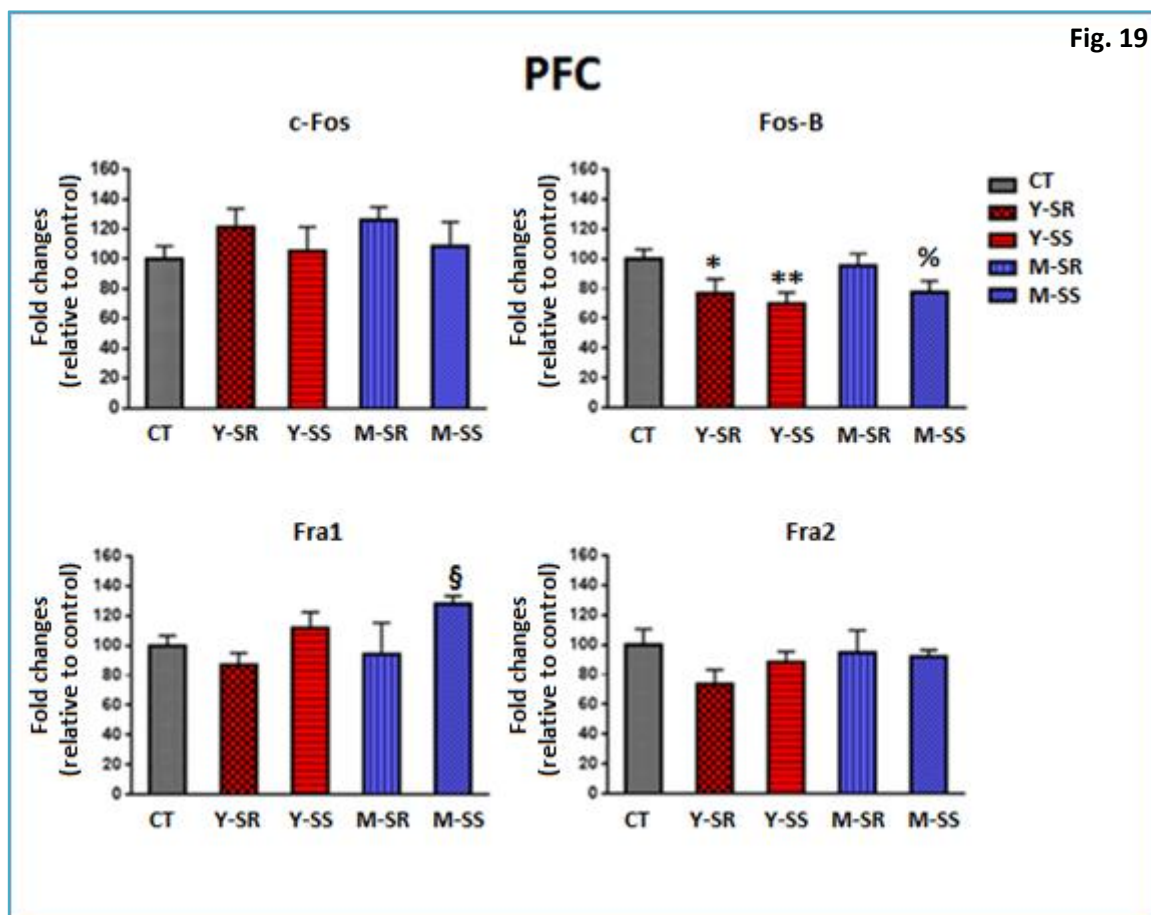 Fig. 19
PFC
c-Fos
Fold changes
(relative to control)
160
140
120
100
80
60
40
20
0
CT Y-SR Y-SS M-SR M-SS
Fos-B
Fold changes
(relative to control)
160
140
120
100
80
60
40
20
0
* ** %
CT Y-SR Y-SS M-SR M-SS
CT
Y-SR
Y-SS
M-SR
M-SS
Fra1
Fold changes
(relative to control)
160
140
120
100
80
60
40
20
0
§
CT Y-SR Y-SS M-SR M-SS
Fra2
Fold changes
(relative to control)
160
140
120
100
80
60
40
20
0
CT Y-SR Y-SS M-SR M-SS